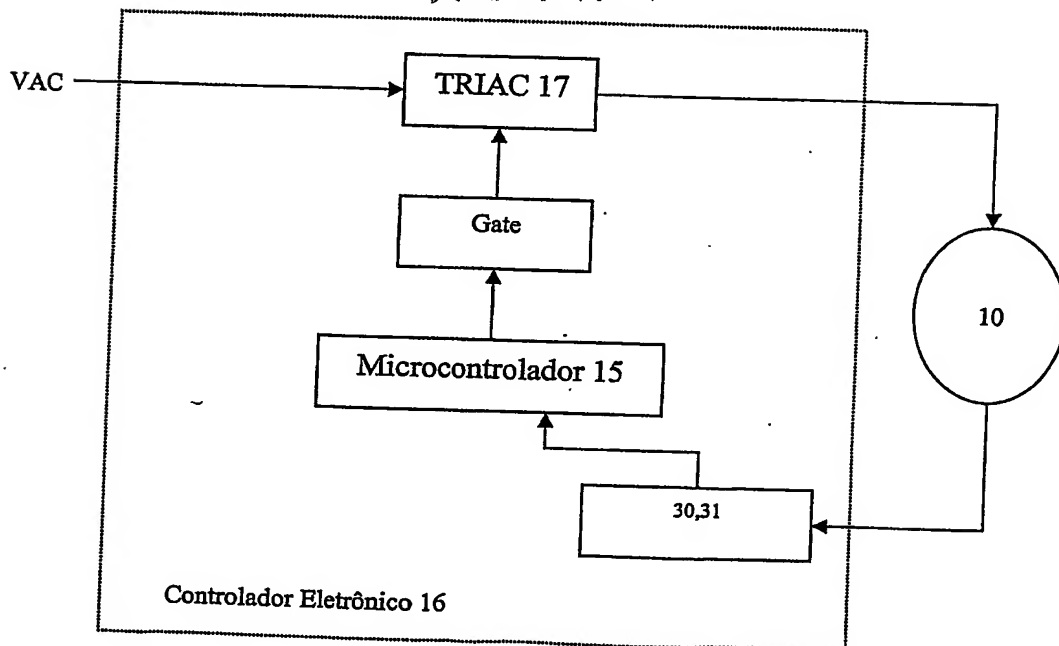 VAC
TRIAC 17
Gate
10
Microcontrolador 15
30,31
Controlador Eletrônico 16